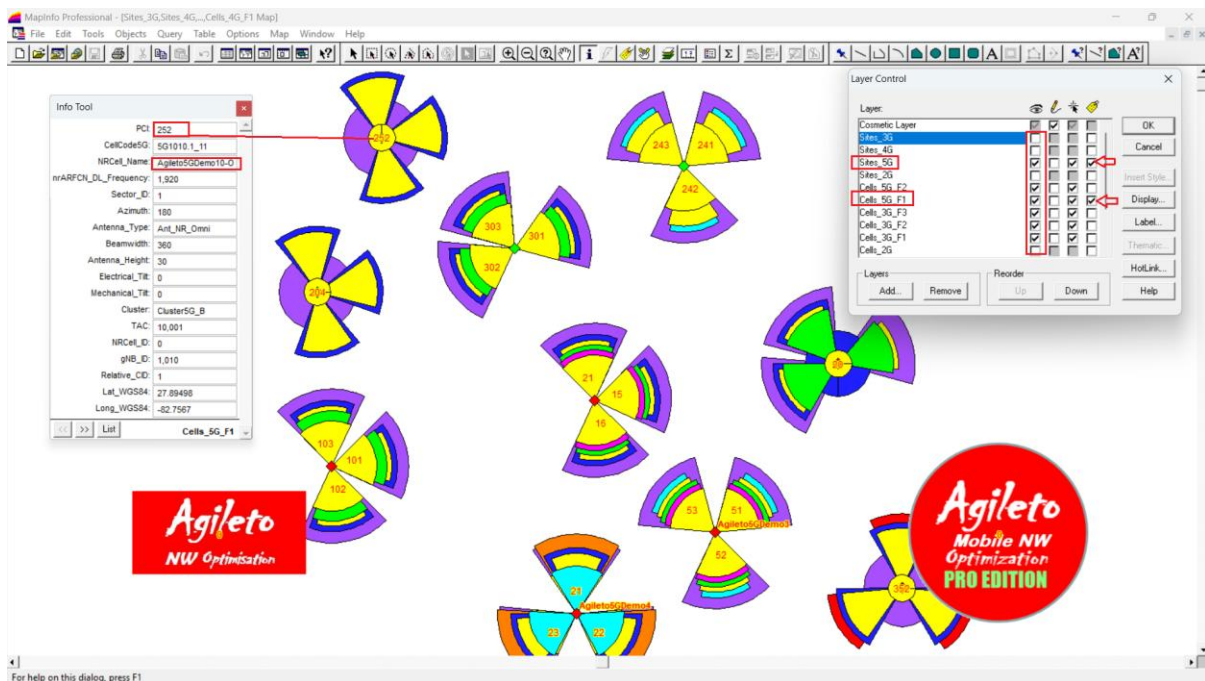 MapInfo Professional - [Sites_3G,Sites_4G,...,Cells_4G_F1 Map]
File Edit Tools Objects Query Table Options Map Window Help
Info Tool
PCI: 252
CellCode5G: 5G1010.1_11
NRCell_Name: Agileto5GDemo10-O
nrARFCN_DL_Frequency: 1,920
Sector_ID: 1
Azimuth: 180
Antenna_Type: Ant_NR_Omni
Beamwidth: 360
Antenna_Height: 30
Electrical_Tilt: 0
Mechanical_Tilt: 0
Cluster: Cluster5G_B
TAC: 10,001
NRCell_ID: 0
gNB_ID: 1,010
Relative_CID: 1
Lat_WGS84: 27.89498
Long_WGS84: -82.7567
<< >> List Cells_5G_F1
252
243 241
242
303 301
302
204
21
15
16
103
101
102
53 51
Agileto5GDemo3
52
21
Agileto5GDemo4
23 22
352
Layer Control
Layer:
Cosmetic Layer
Sites_3G
Sites_4G
Sites_5G
Sites_2G
Cells_5G_F2
Cells_5G_F1
Cells_3G_F3
Cells_3G_F2
Cells_3G_F1
Cells_2G
OK
Cancel
Insert Style...
Display...
Label...
Thematic...
HotLink...
Help
Layers
Add... Remove
Reorder
Up Down
Agileto
NW Optimisation
Agileto
Mobile NW
Optimization
PRO EDITION
For help on this dialog, press F1